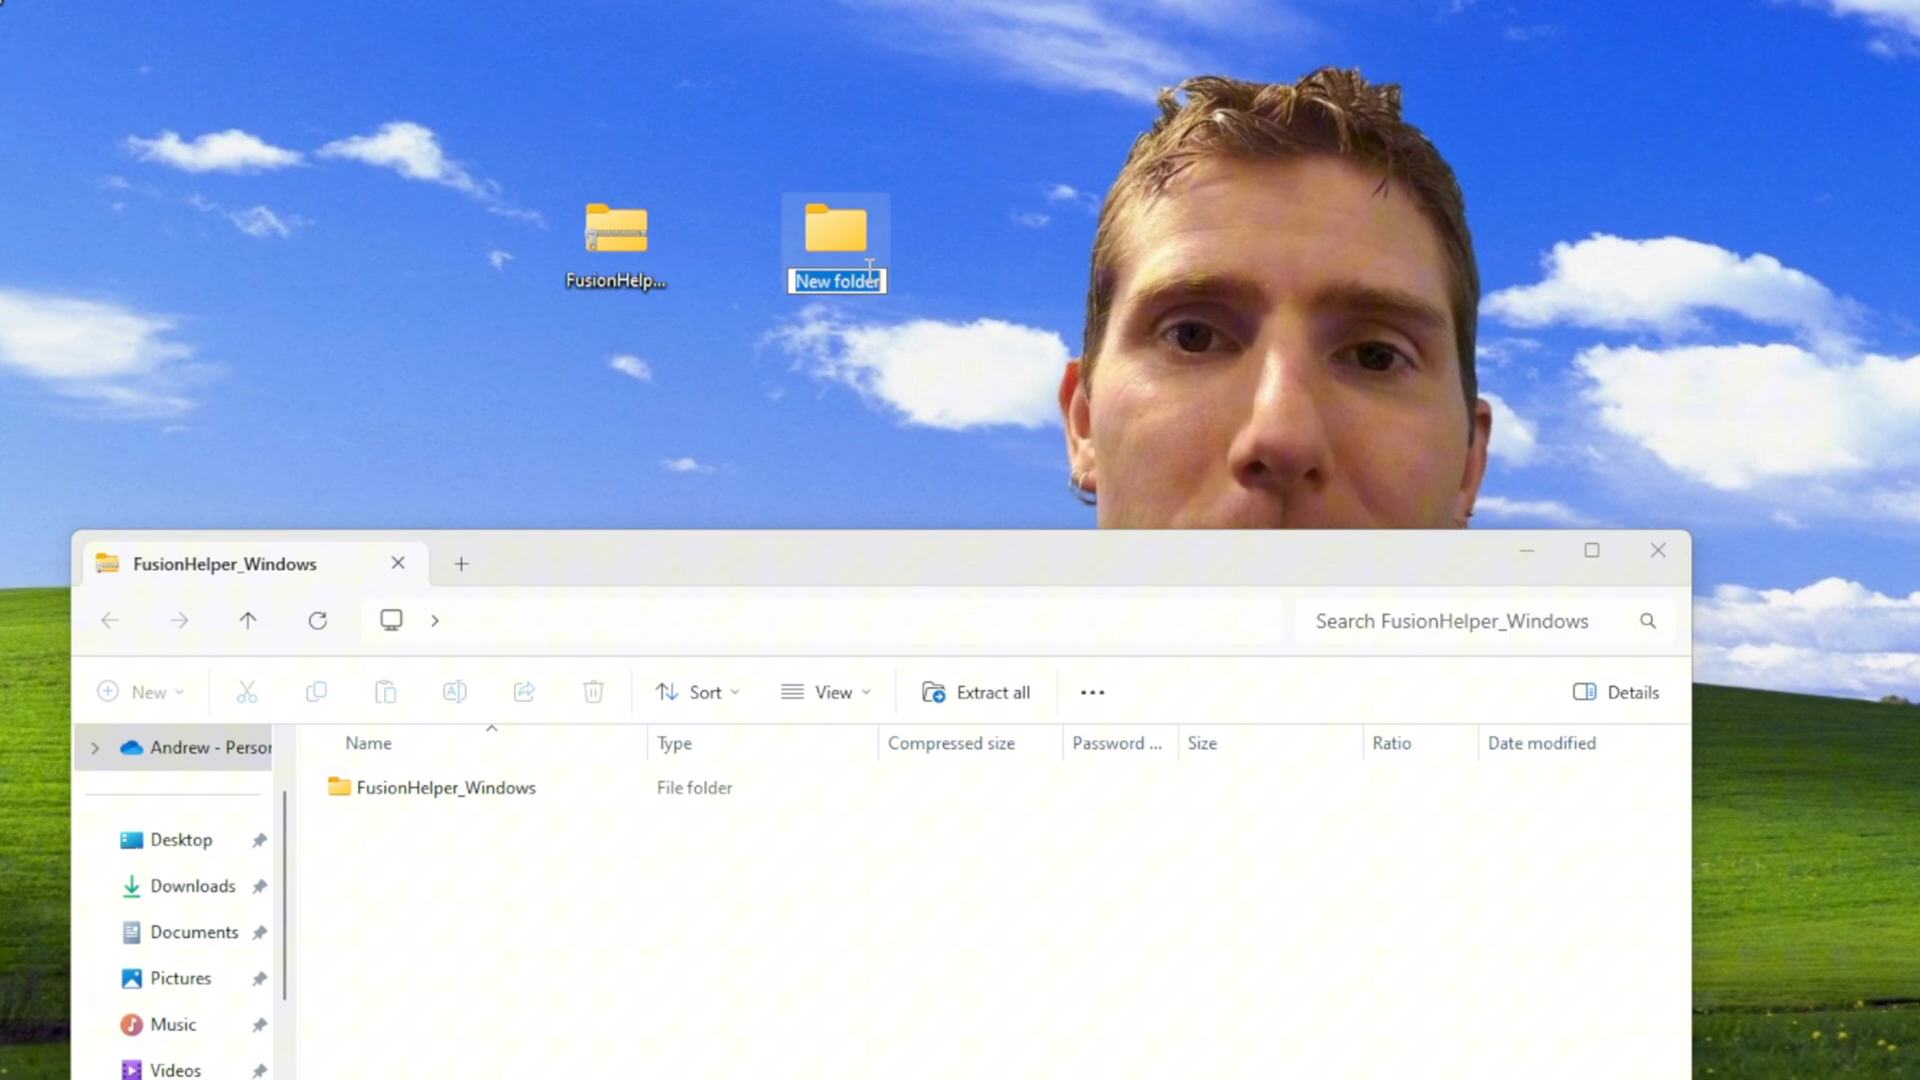 FusionHelp...
New folder
FusionHelper_Windows
Search FusionHelper_Windows
New
Sort
View
Extract all
Details
Andrew - Person
Name
Type
Compressed size
Password ...
Size
Ratio
Date modified
FusionHelper_Windows
File folder
Desktop
Downloads
Documents
Pictures
Music
Videos